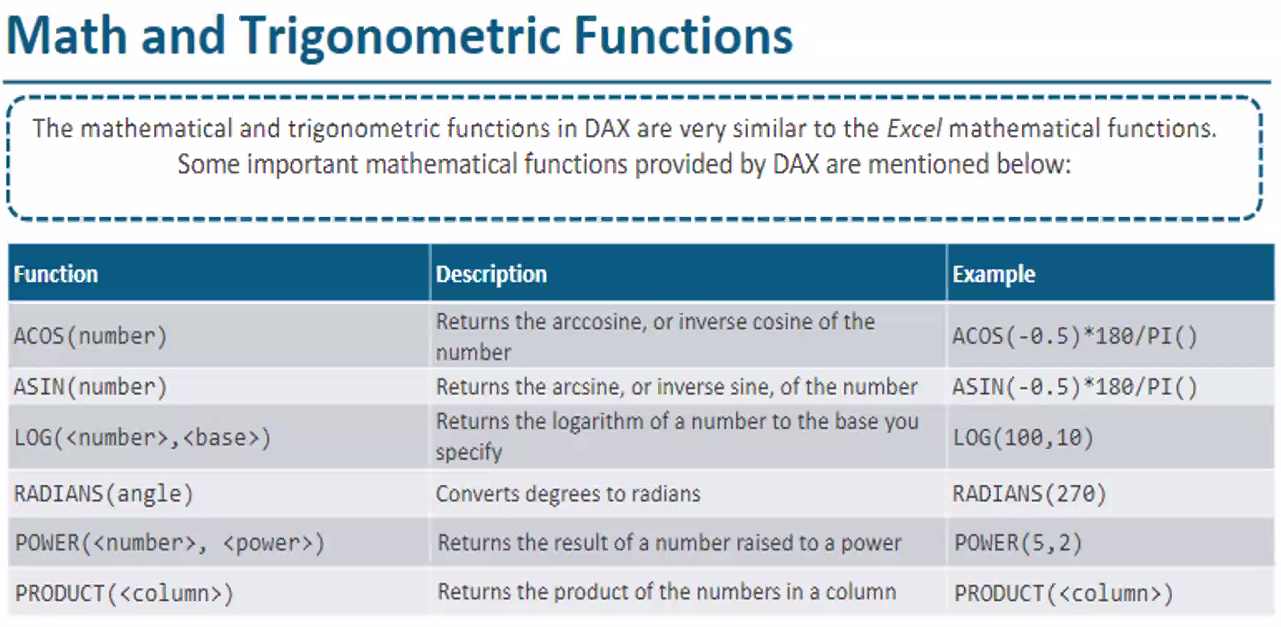 Math and Trigonometric Functions
The mathematical and trigonometric functions in DAX are very similar to the Excel mathematical functions.
Some important mathematical functions provided by DAX are mentioned below:
Function Description Example
ACOS(number) Returns the arccosine, or inverse cosine of the
number ACOS(-0.5)*180/PI()
ASIN(number) Returns the arcsine, or inverse sine, of the number ASIN(-0.5)*180/PI()
LOG(<number>,<base>) Returns the logarithm of a number to the base you
specify LOG(100,10)
RADIANS(angle) Converts degrees to radians RADIANS(270)
POWER(<number>, <power>) Returns the result of a number raised to a power POWER(5,2)
PRODUCT(<column>) Returns the product of the numbers in a column PRODUCT(<column>)